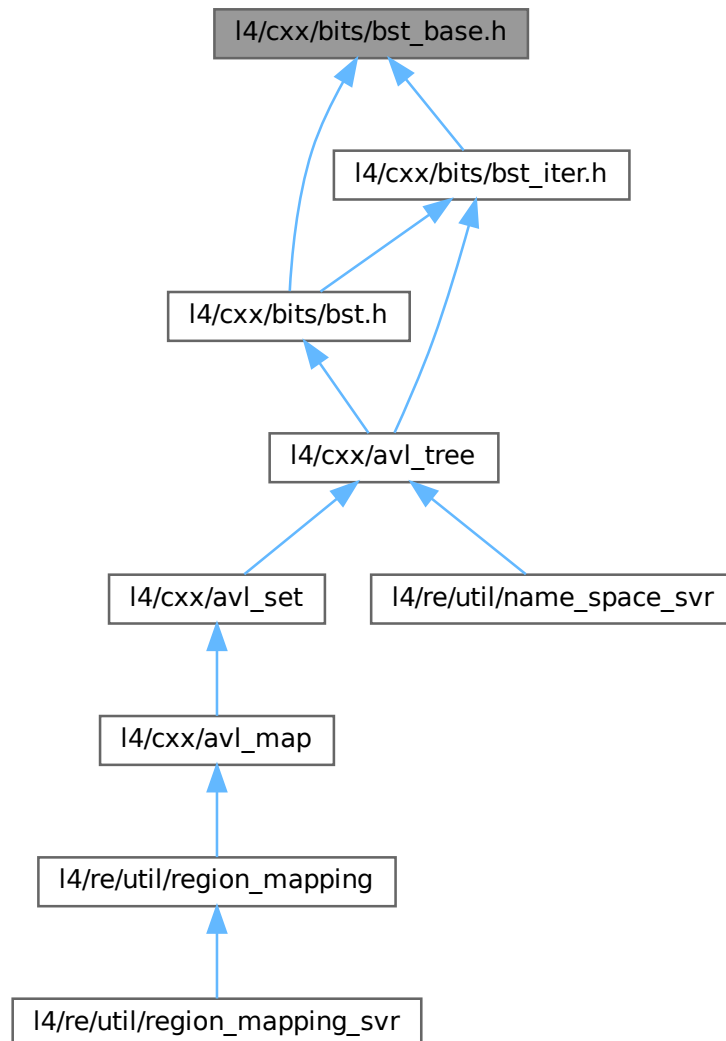 l4/cxx/bits/bst_base.h
l4/cxx/bits/bst_iter.h
l4/cxx/bits/bst.h
l4/cxx/avl_tree
l4/cxx/avl_set
l4/re/util/name_space_svr
l4/cxx/avl_map
l4/re/util/region_mapping
l4/re/util/region_mapping_svr